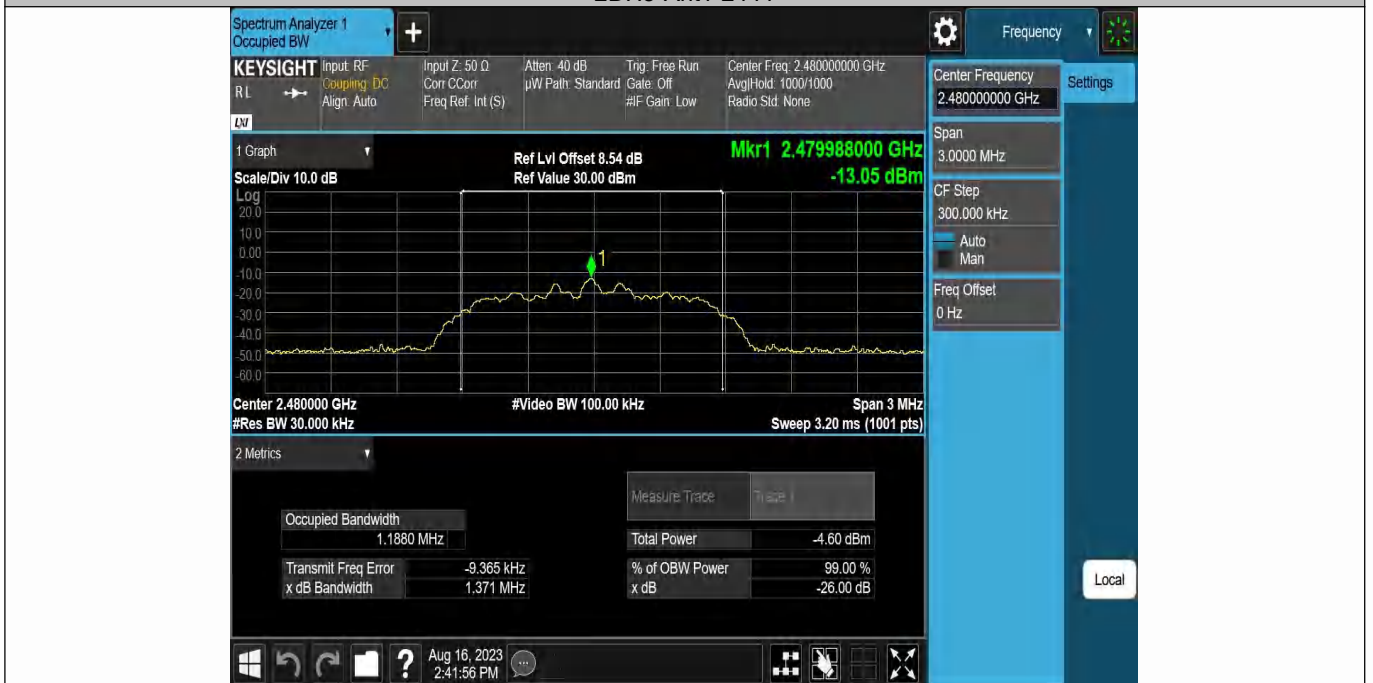 Spectrum Analyzer 1
Occupied BW
+
Frequency
KEYSIGHT
R L
LXI
Input: RF
Coupling: DC
Align: Auto
Input Z: 50 Ω
Corr CCorr
Freq Ref: Int (S)
Atten: 40 dB
µW Path: Standard
Trig: Free Run
Gate: Off
#IF Gain: Low
Center Freq: 2.480000000 GHz
Avg|Hold: 1000/1000
Radio Std: None
Center Frequency
2.480000000 GHz
Settings
Span
3.0000 MHz
CF Step
300.000 kHz
Auto
Man
Freq Offset
0 Hz
Local
1 Graph
Scale/Div 10.0 dB
Ref Lvl Offset 8.54 dB
Ref Value 30.00 dBm
Mkr1 2.479988000 GHz
-13.05 dBm
Log
20.0
10.0
0.00
-10.0
-20.0
-30.0
-40.0
-50.0
-60.0
1
Center 2.480000 GHz
#Res BW 30.000 kHz
#Video BW 100.00 kHz
Span 3 MHz
Sweep 3.20 ms (1001 pts)
2 Metrics
Measure Trace Trace 1
Occupied Bandwidth
1.1880 MHz
Total Power -4.60 dBm
Transmit Freq Error -9.365 kHz
% of OBW Power 99.00 %
x dB Bandwidth 1.371 MHz
x dB -26.00 dB
?
Aug 16, 2023
2:41:56 PM